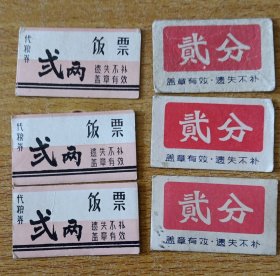 代粮券
饭票
弍两
遗失不补
盖章有效
贰分
盖章有效·遗失不补
代粮券
饭票
弍两
遗失不补
盖章有效
贰分
盖章有效·遗失不补
代粮券
饭票
弍两
遗失不补
盖章有效
贰分
盖章有效·遗失不补